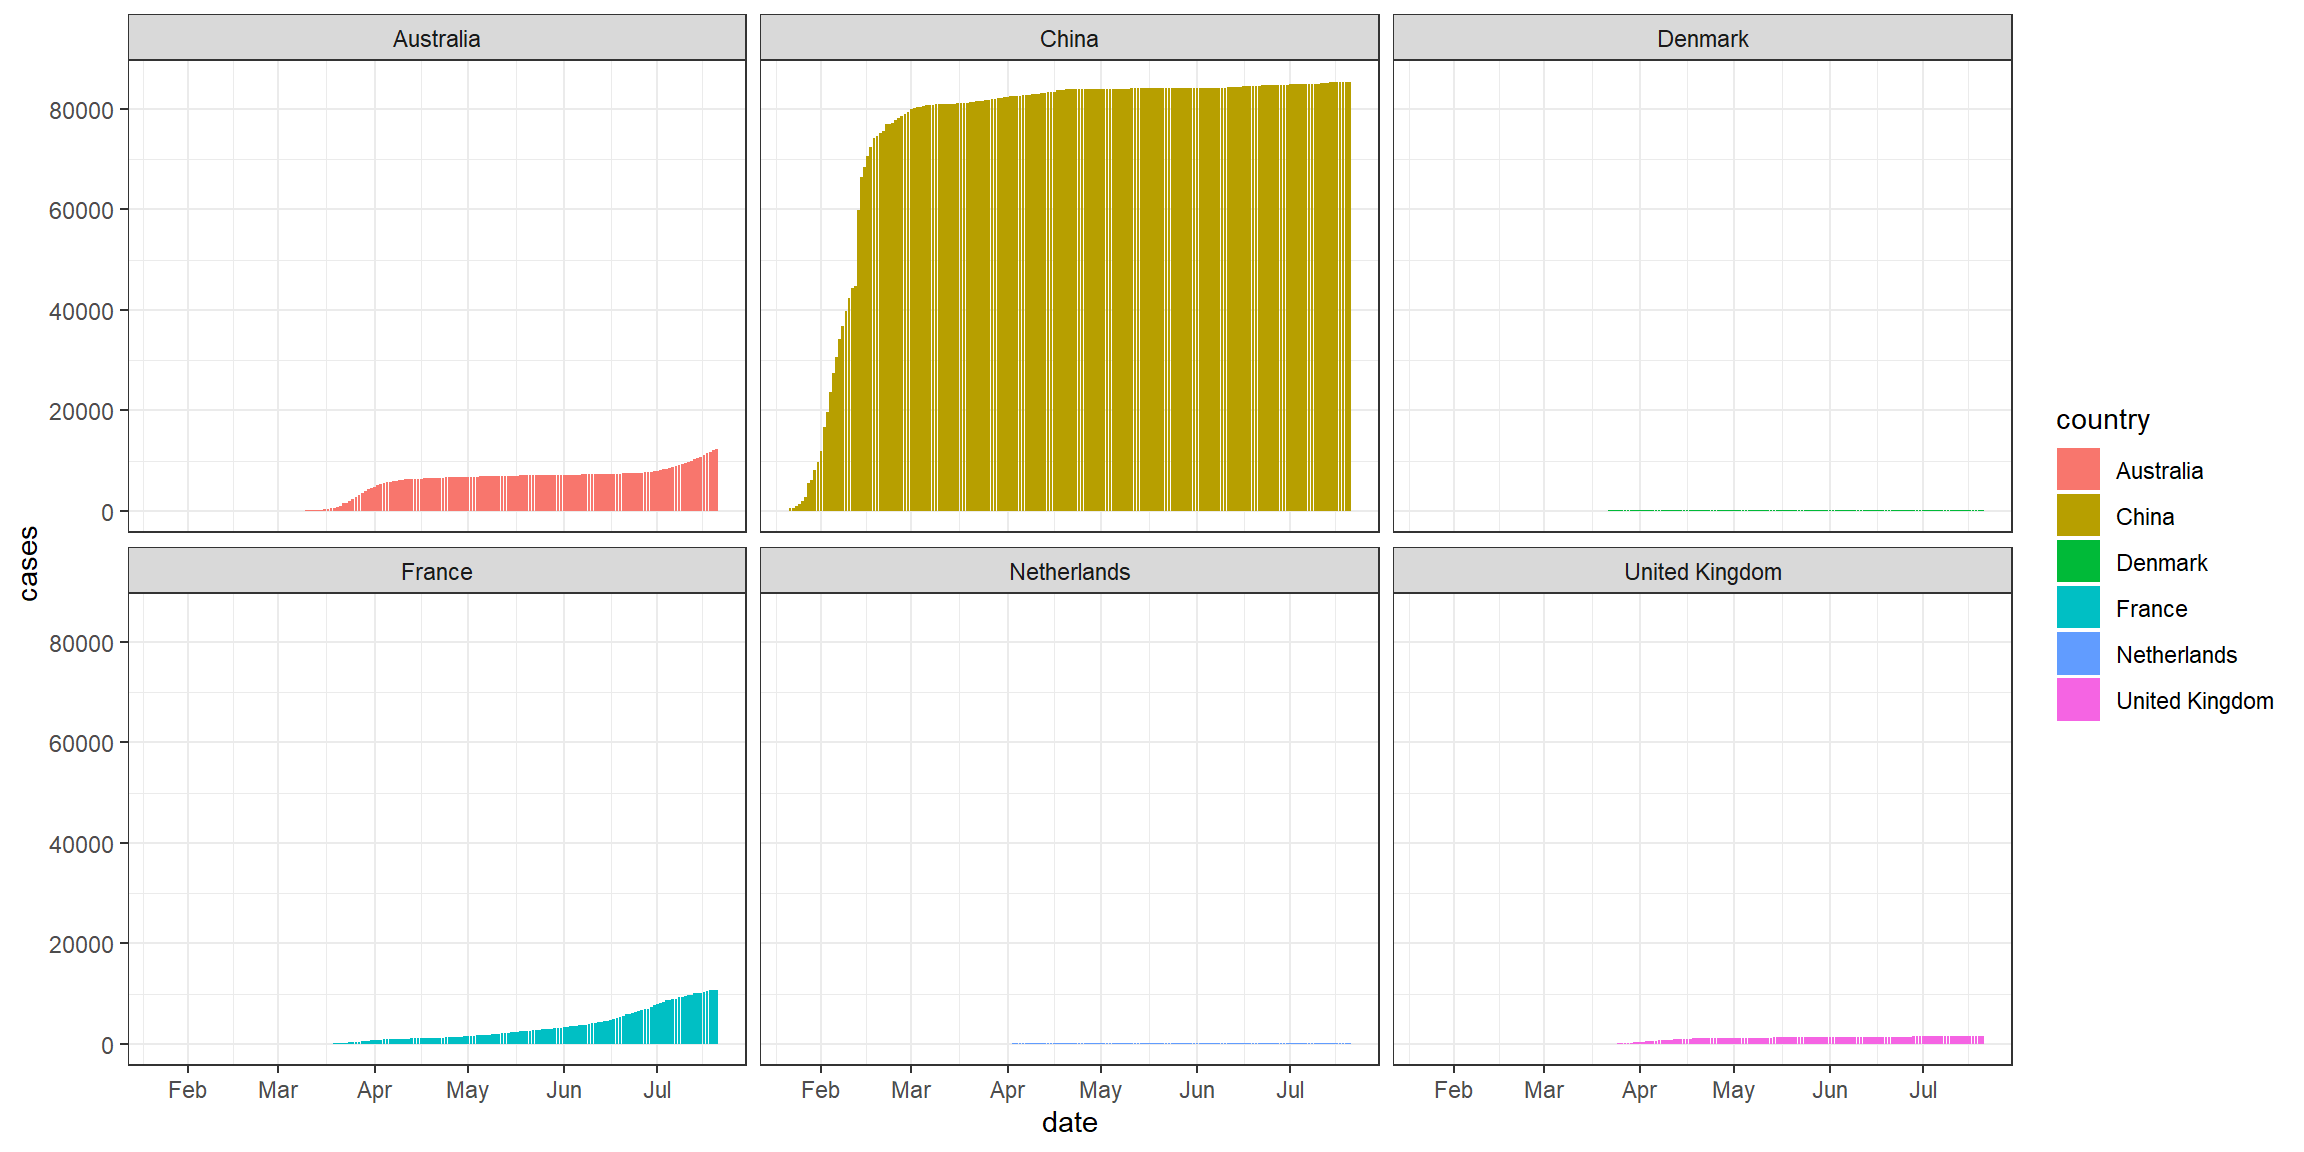 Australia China Denmark
80000
60000
40000
20000
0
France Netherlands United Kingdom
80000
60000
40000
20000
0
Feb Mar Apr May Jun Jul Feb Mar Apr May Jun Jul Feb Mar Apr May Jun Jul
date
cases
country
Australia
China
Denmark
France
Netherlands
United Kingdom